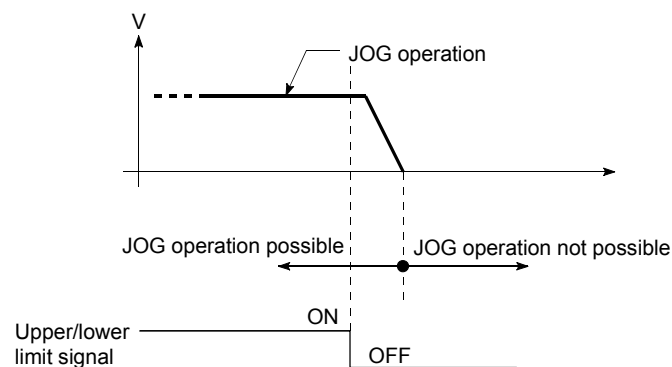 V
JOG operation
JOG operation possible
JOG operation not possible
ON
Upper/lower
limit signal
OFF